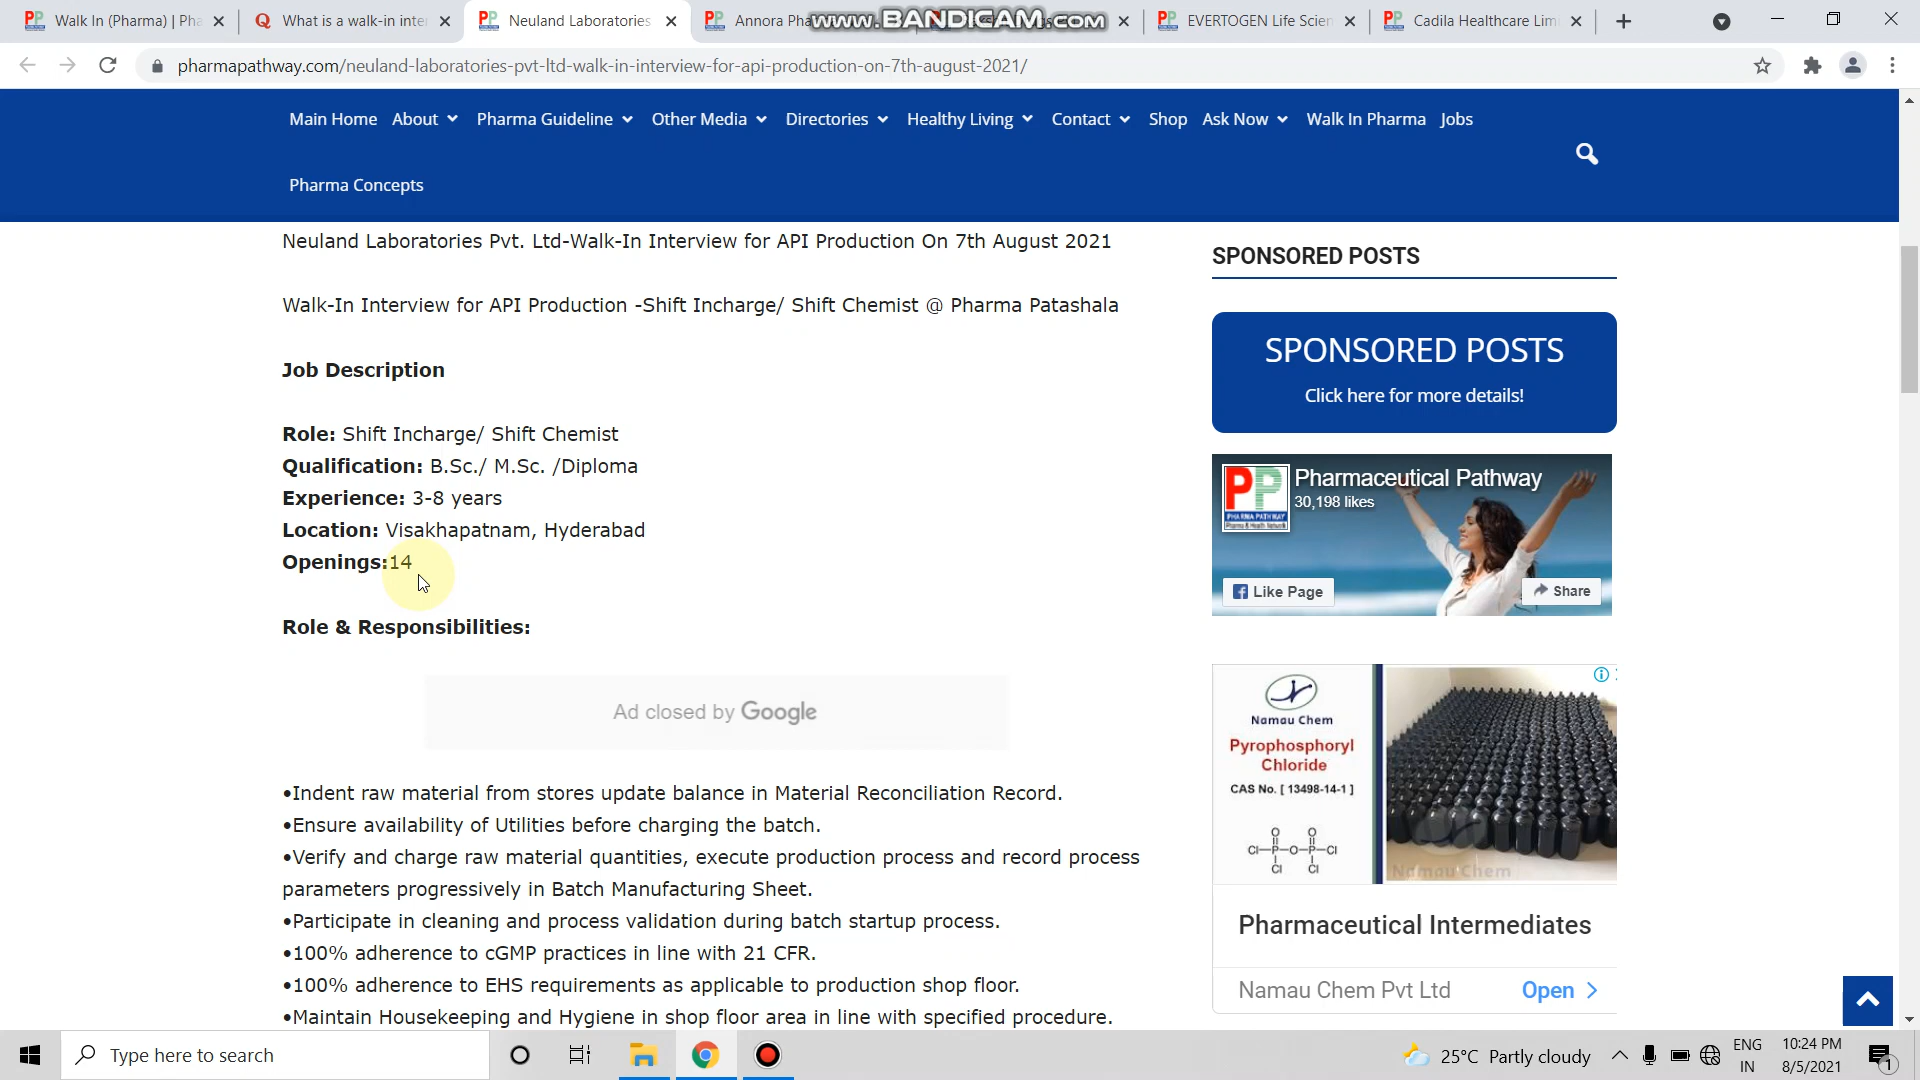 Walk In (Pharma) | Pha
What is a walk-in inte
Neuland Laboratories
Annora Pha
www.BANDICAM.com
EVERTOGEN Life Scien
Cadila Healthcare Lim
pharmapathway.com/neuland-laboratories-pvt-ltd-walk-in-interview-for-api-production-on-7th-august-2021/
Main Home About Pharma Guideline Other Media Directories Healthy Living Contact Shop Ask Now Walk In Pharma Jobs
Pharma Concepts
Neuland Laboratories Pvt. Ltd-Walk-In Interview for API Production On 7th August 2021
Walk-In Interview for API Production -Shift Incharge/ Shift Chemist @ Pharma Patashala
Job Description
Role: Shift Incharge/ Shift Chemist
Qualification: B.Sc./ M.Sc. /Diploma
Experience: 3-8 years
Location: Visakhapatnam, Hyderabad
Openings:14
Role & Responsibilities:
Ad closed by Google
•Indent raw material from stores update balance in Material Reconciliation Record.
•Ensure availability of Utilities before charging the batch.
•Verify and charge raw material quantities, execute production process and record process
parameters progressively in Batch Manufacturing Sheet.
•Participate in cleaning and process validation during batch startup process.
•100% adherence to cGMP practices in line with 21 CFR.
•100% adherence to EHS requirements as applicable to production shop floor.
•Maintain Housekeeping and Hygiene in shop floor area in line with specified procedure.
SPONSORED POSTS
SPONSORED POSTS
Click here for more details!
PP
PHARMA PATHWAY
Pharmaceutical Pathway
30,198 likes
Like Page
Share
Namau Chem
Pyrophosphoryl
Chloride
CAS No. [ 13498-14-1 ]
O O
Cl-P-O-P-Cl
Cl Cl
Namau Chem
Pharmaceutical Intermediates
Namau Chem Pvt Ltd
Open >
Type here to search
25°C Partly cloudy
ENG
IN
10:24 PM
8/5/2021
1